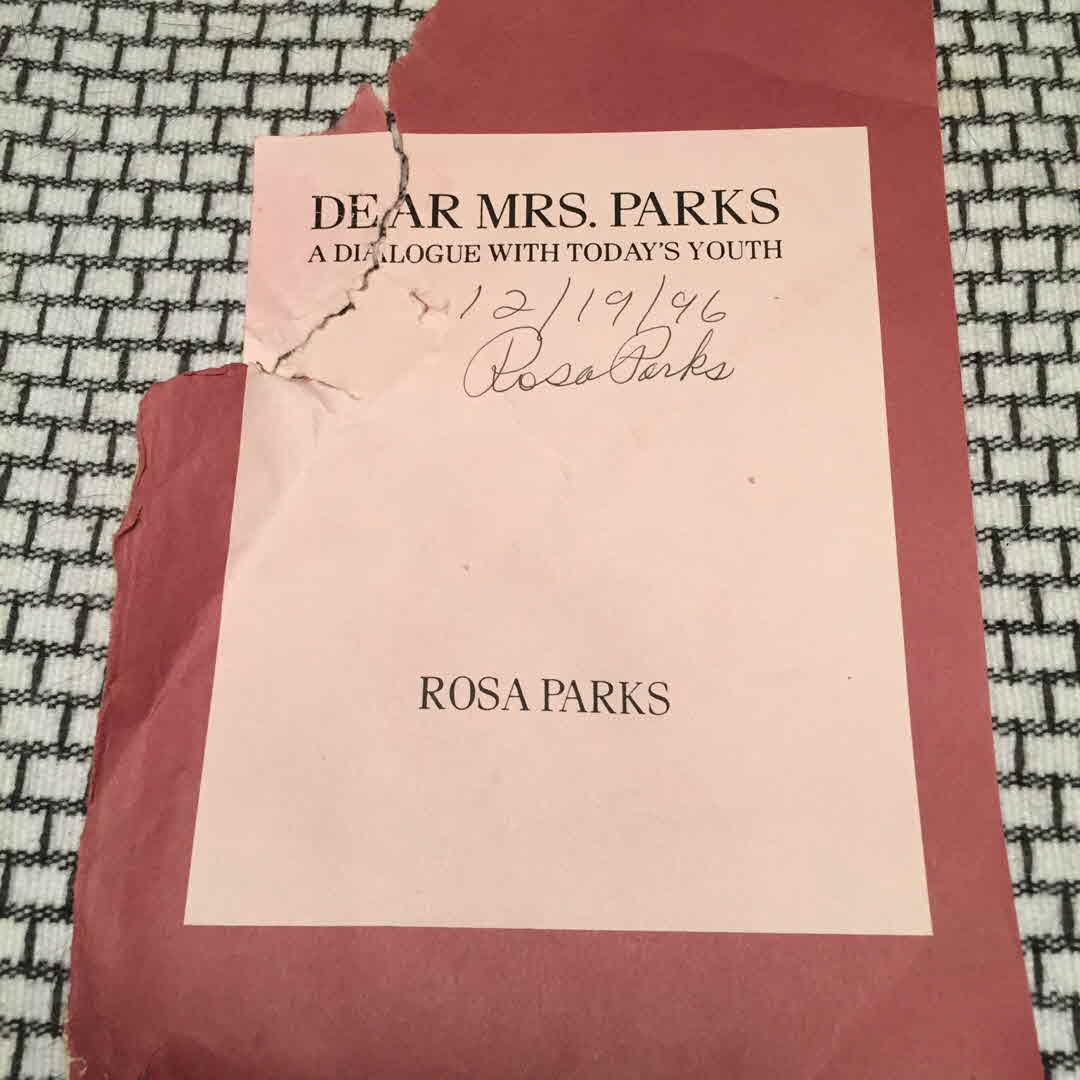 DEAR MRS. PARKS
A DIALOGUE WITH TODAY'S YOUTH
12/19/96
Rosa Parks
ROSA PARKS